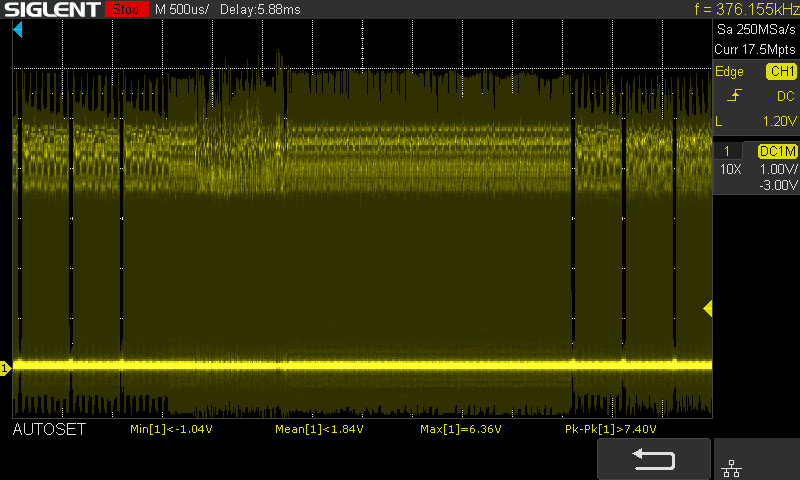 SIGLENT Stop M 500us/ Delay:5.88ms f = 376.155kHz
Sa 250MSa/s
Curr 17.5Mpts
Edge CH1
DC
L 1.20V
1 DC1M
10X 1.00V/
-3.00V
1
AUTOSET Min[1]<-1.04V Mean[1]<1.84V Max[1]=6.36V Pk-Pk[1]>7.40V